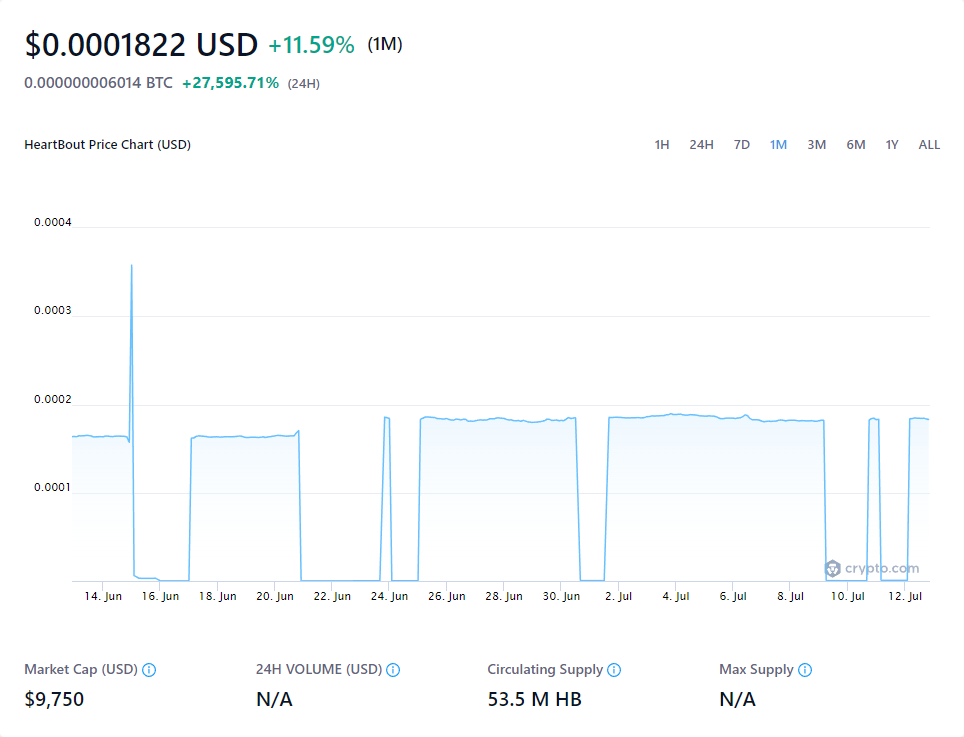 $0.0001822 USD +11.59% (1M)
0.000000006014 BTC +27,595.71% (24H)
HeartBout Price Chart (USD) 1H 24H 7D 1M 3M 6M 1Y ALL
0.0004
0.0003
0.0002
0.0001
crypto.com
14. Jun 16. Jun 18. Jun 20. Jun 22. Jun 24. Jun 26. Jun 28. Jun 30. Jun 2. Jul 4. Jul 6. Jul 8. Jul 10. Jul 12. Jul
Market Cap (USD) 24H VOLUME (USD) Circulating Supply Max Supply
$9,750 N/A 53.5 M HB N/A